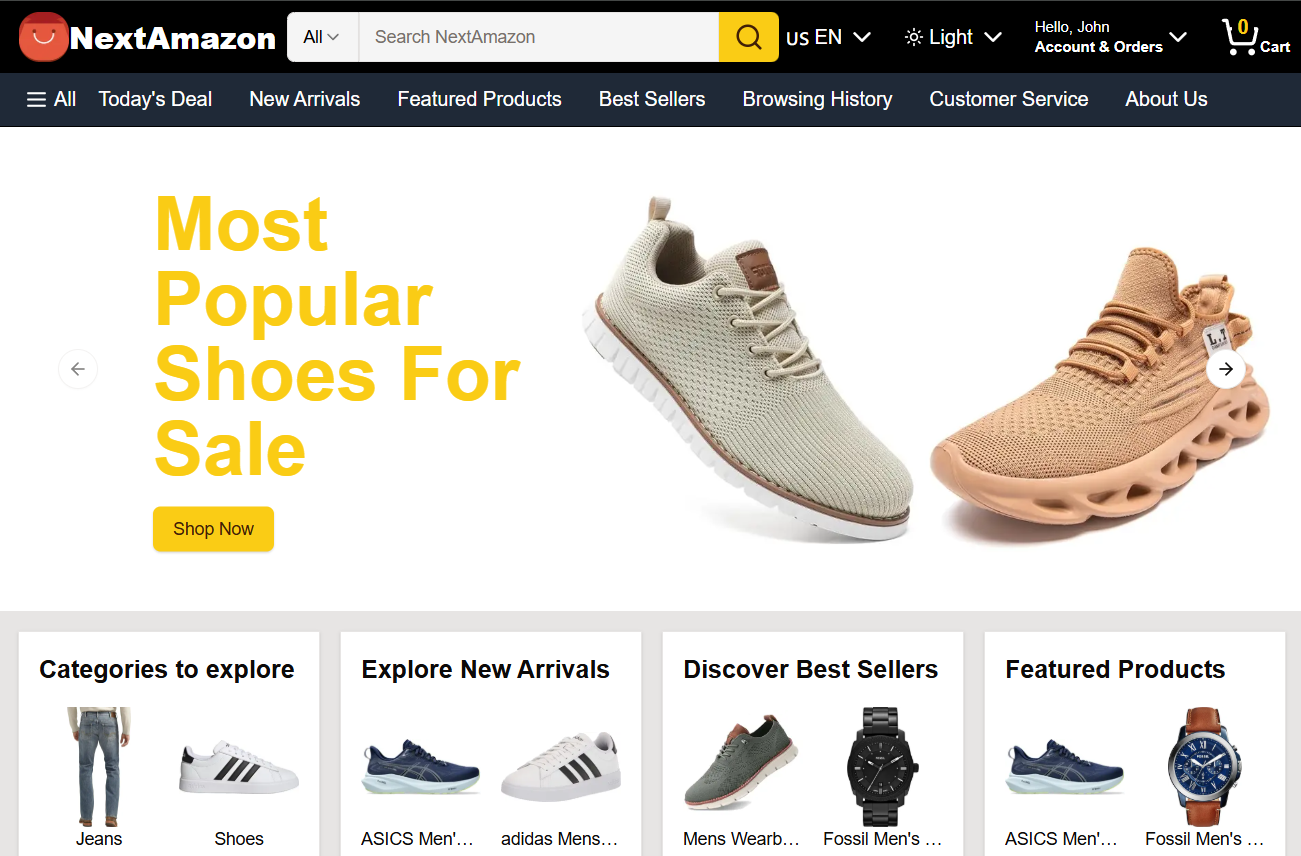 NextAmazon
All
Search NextAmazon
US EN
Light
Hello, John
Account & Orders
0
Cart
All
Today's Deal
New Arrivals
Featured Products
Best Sellers
Browsing History
Customer Service
About Us
Most
Popular
Shoes For
Sale
Shop Now
Categories to explore
Jeans
Shoes
Explore New Arrivals
ASICS Men'...
adidas Mens...
Discover Best Sellers
Mens Wearb...
Fossil Men's ...
Featured Products
ASICS Men'...
Fossil Men's ...